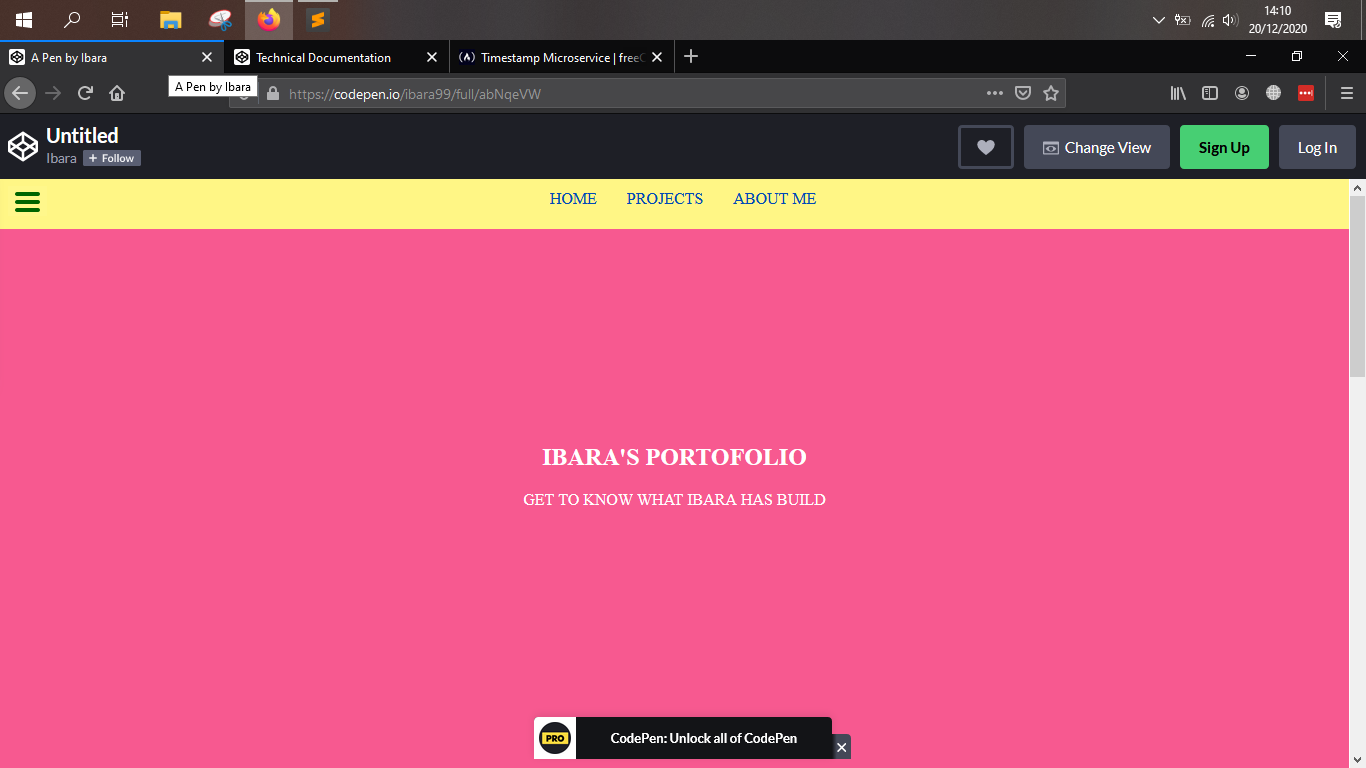 14:10
20/12/2020
A Pen by Ibara
Technical Documentation
Timestamp Microservice | free
A Pen by Ibara
https://codepen.io/ibara99/full/abNqeVW
Untitled
Ibara
+ Follow
Change View
Sign Up
Log In
HOME PROJECTS ABOUT ME
IBARA'S PORTOFOLIO
GET TO KNOW WHAT IBARA HAS BUILD
PRO
CodePen: Unlock all of CodePen